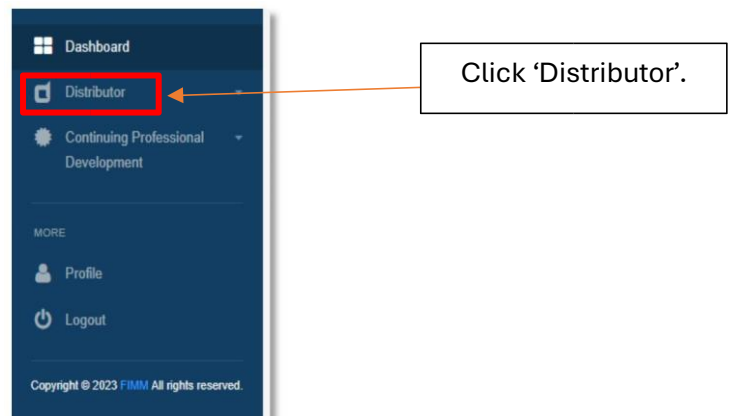 Dashboard
Distributor
Click ‘Distributor’.
Continuing Professional
Development
MORE
Profile
Logout
Copyright © 2023 FIMM All rights reserved.